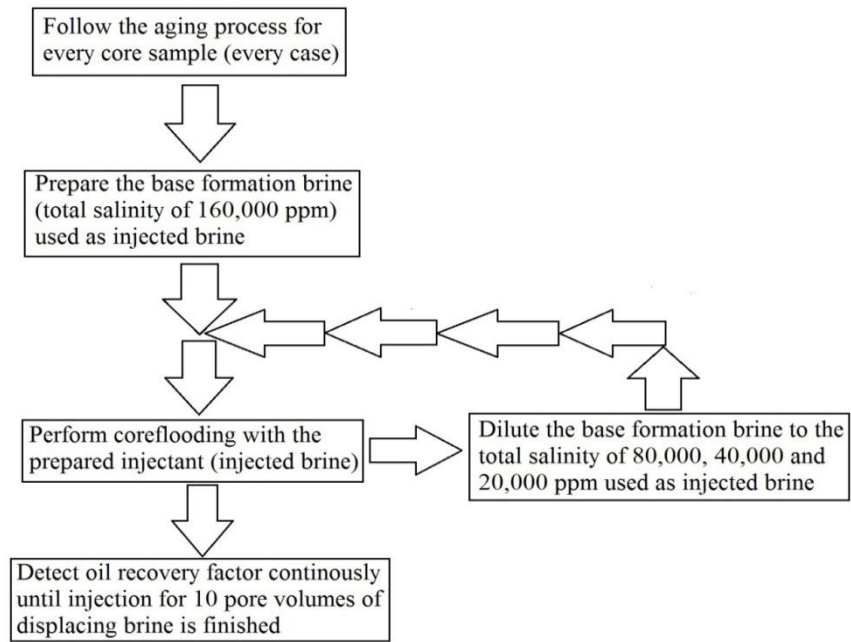 Follow the aging process for
every core sample (every case)
Prepare the base formation brine
(total salinity of 160,000 ppm)
used as injected brine
Perform coreflooding with the
prepared injectant (injected brine)
Dilute the base formation brine to the
total salinity of 80,000, 40,000 and
20,000 ppm used as injected brine
Detect oil recovery factor continously
until injection for 10 pore volumes of
displacing brine is finished